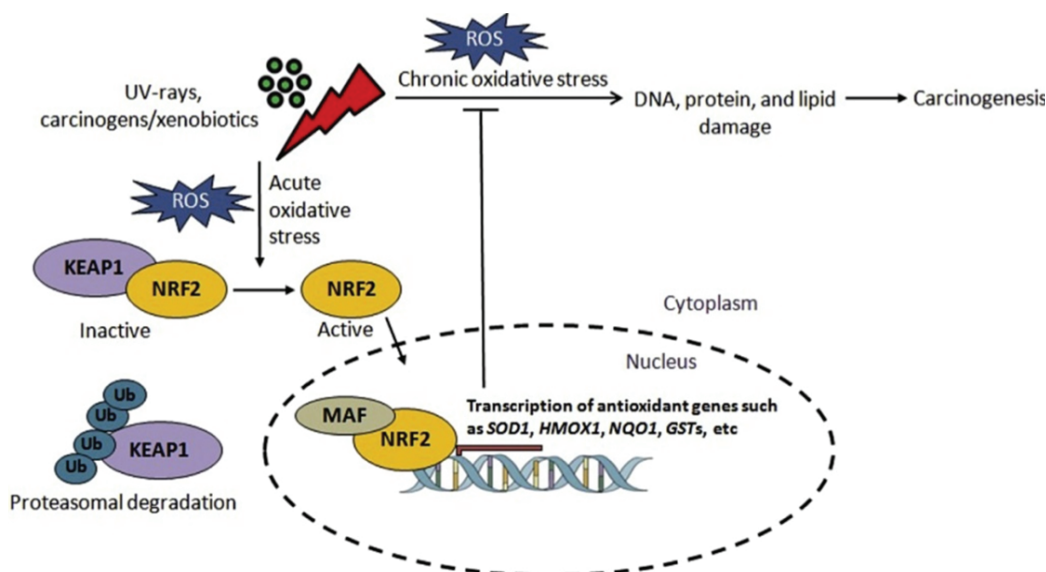 ROS
Chronic oxidative stress
UV-rays,
carcinogens/xenobiotics
DNA, protein, and lipid
damage
Carcinogenesis
ROS
Acute
oxidative
stress
KEAP1
NRF2
Inactive
NRF2
Active
Cytoplasm
Nucleus
MAF
NRF2
Transcription of antioxidant genes such
as SOD1, HMOX1, NQO1, GSTs, etc
Ub
Ub
Ub
Ub
KEAP1
Proteasomal degradation